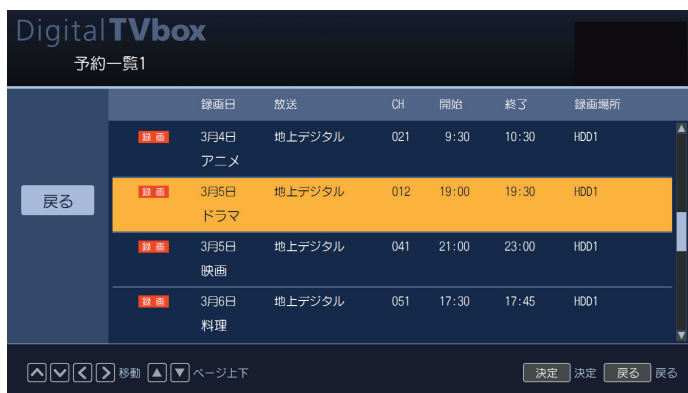 Digital TVbox
予約一覧1
録画日 放送 CH 開始 終了 録画場所
録画 3月4日 地上デジタル 021 9:30 10:30 HDD1
アニメ
戻る
録画 3月5日 地上デジタル 012 19:00 19:30 HDD1
ドラマ
録画 3月5日 地上デジタル 041 21:00 23:00 HDD1
映画
録画 3月6日 地上デジタル 051 17:30 17:45 HDD1
料理
移動 ▲ ▼ ページ上下 決定 決定 戻る 戻る